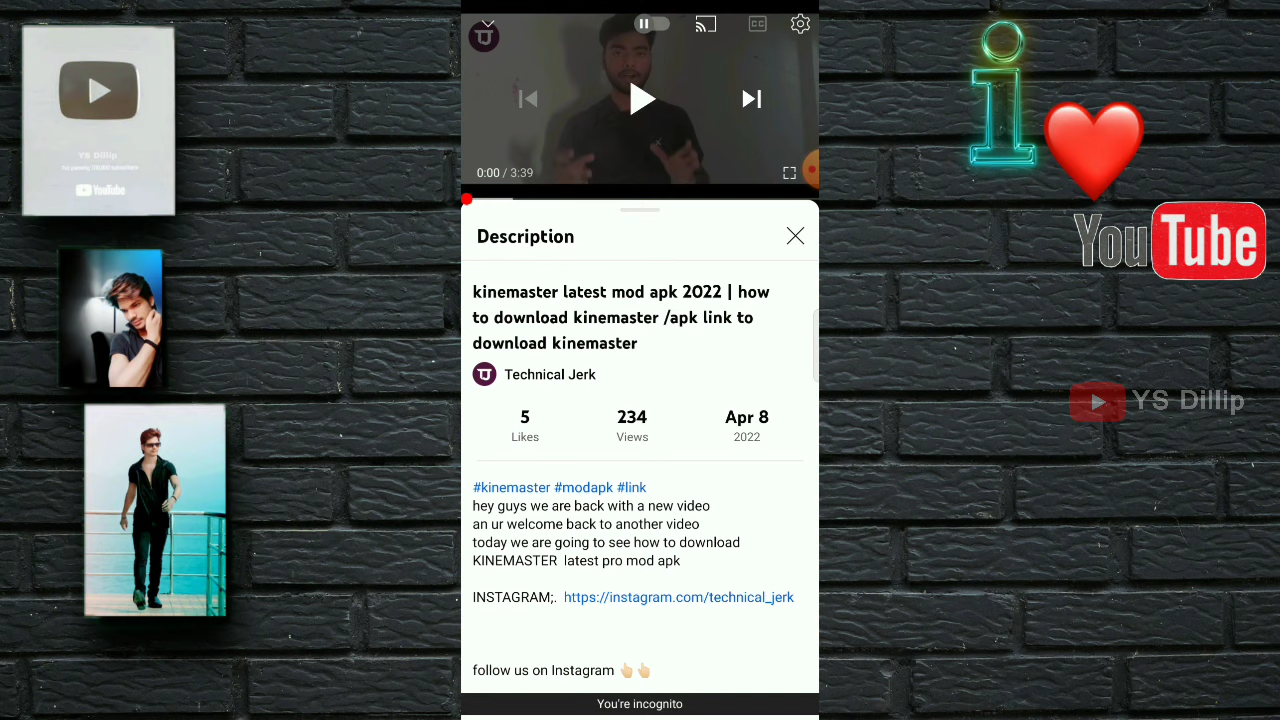 YS Dillip
YouTube
CC
0:00 / 3:39
Description
kinemaster latest mod apk 2022 | how
to download kinemaster /apk link to
download kinemaster
Technical Jerk
5
Likes
234
Views
Apr 8
2022
#kinemaster #modapk #link
hey guys we are back with a new video
an ur welcome back to another video
today we are going to see how to download
KINEMASTER latest pro mod apk
INSTAGRAM;. https://instagram.com/technical_jerk
follow us on Instagram 👆🏻👆🏻
You're incognito
i
YouTube
YS Dillip